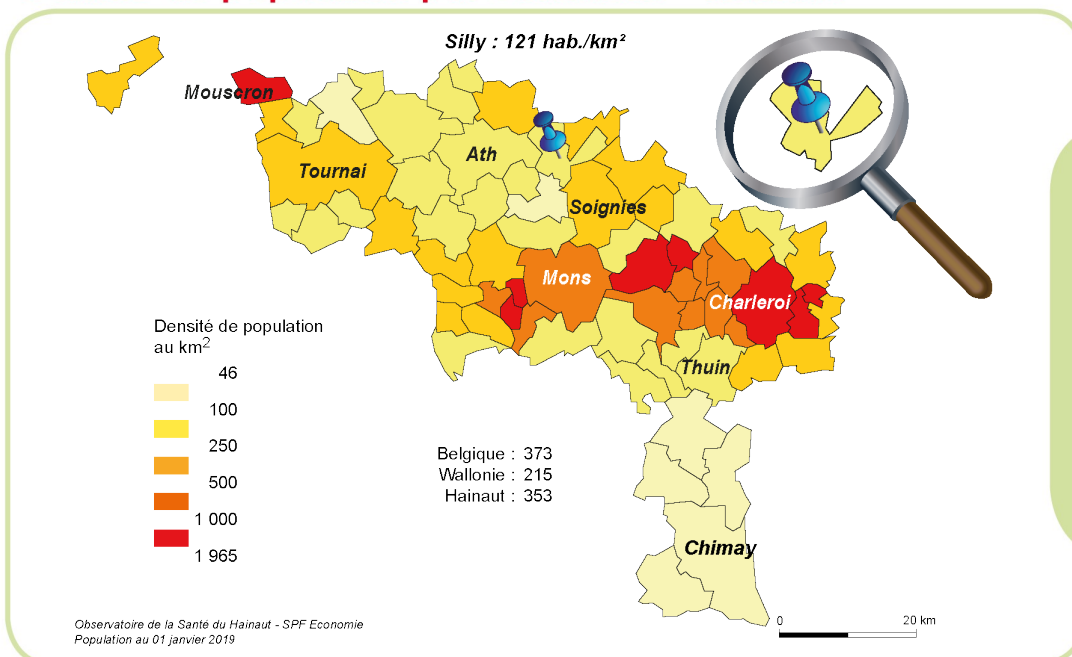 Silly : 121 hab./km²
Mouscron
Ath
Tournai
Soignies
Mons
Charleroi
Thuin
Chimay
Densité de population
au km²
46
100
250
500
1 000
1 965
Belgique : 373
Wallonie : 215
Hainaut : 353
0 20 km
Observatoire de la Santé du Hainaut - SPF Economie
Population au 01 janvier 2019